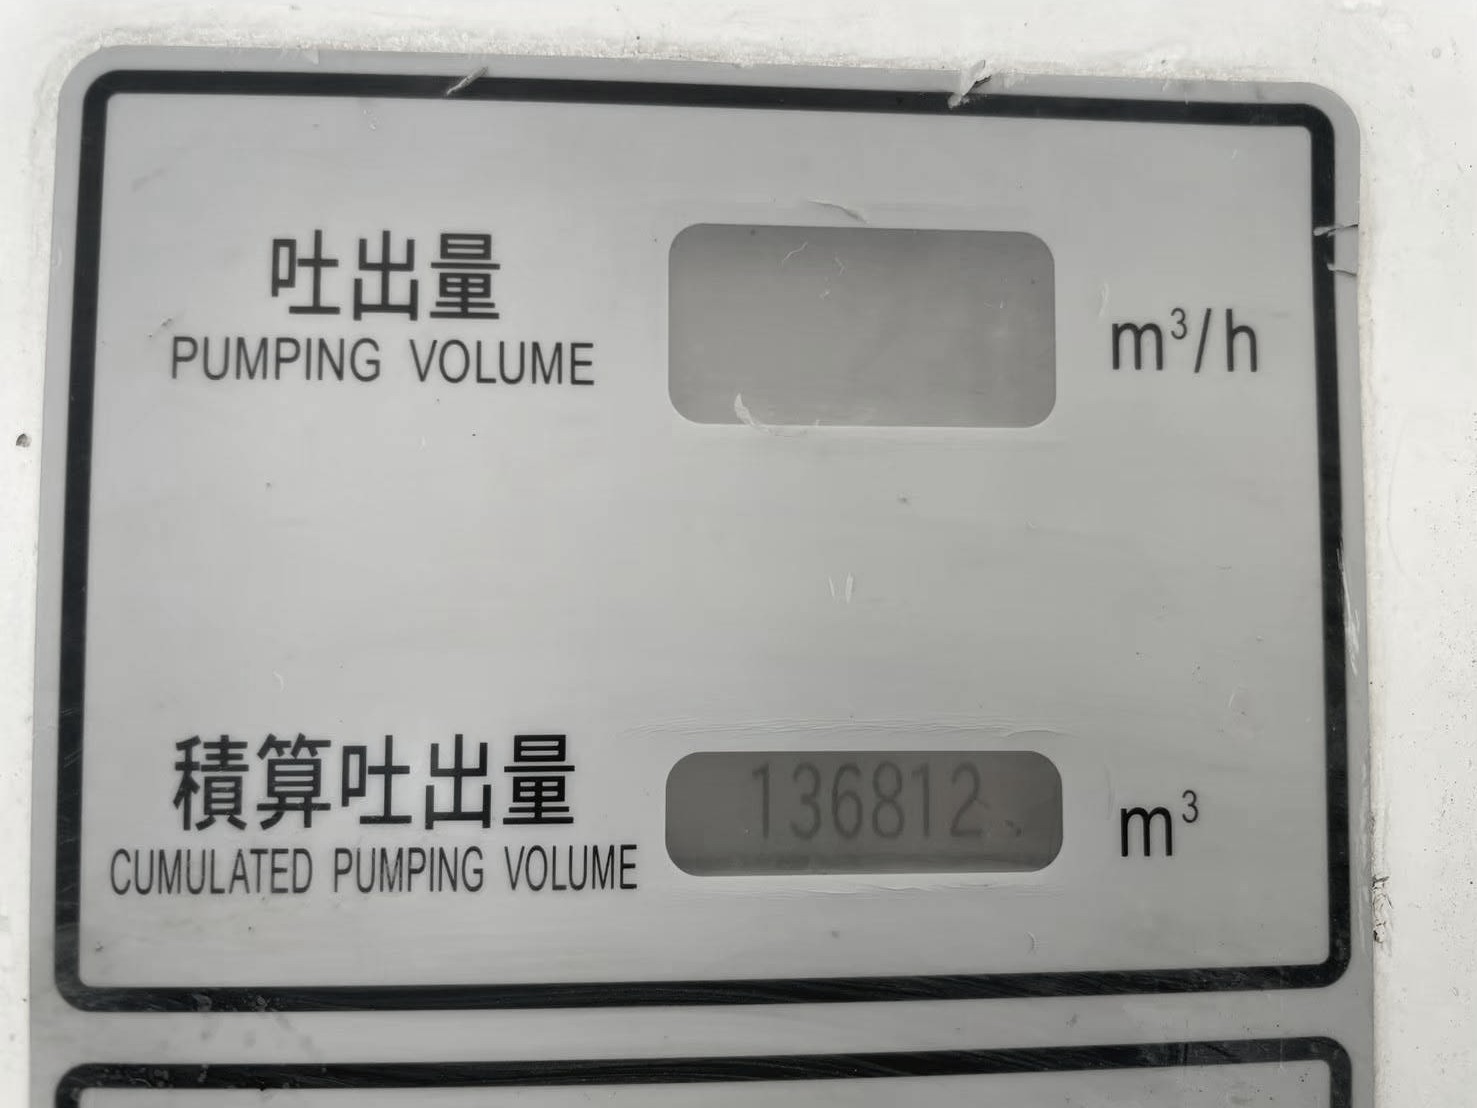 吐出量
PUMPING VOLUME
m³/h
積算吐出量
136812
m³
CUMULATED PUMPING VOLUME